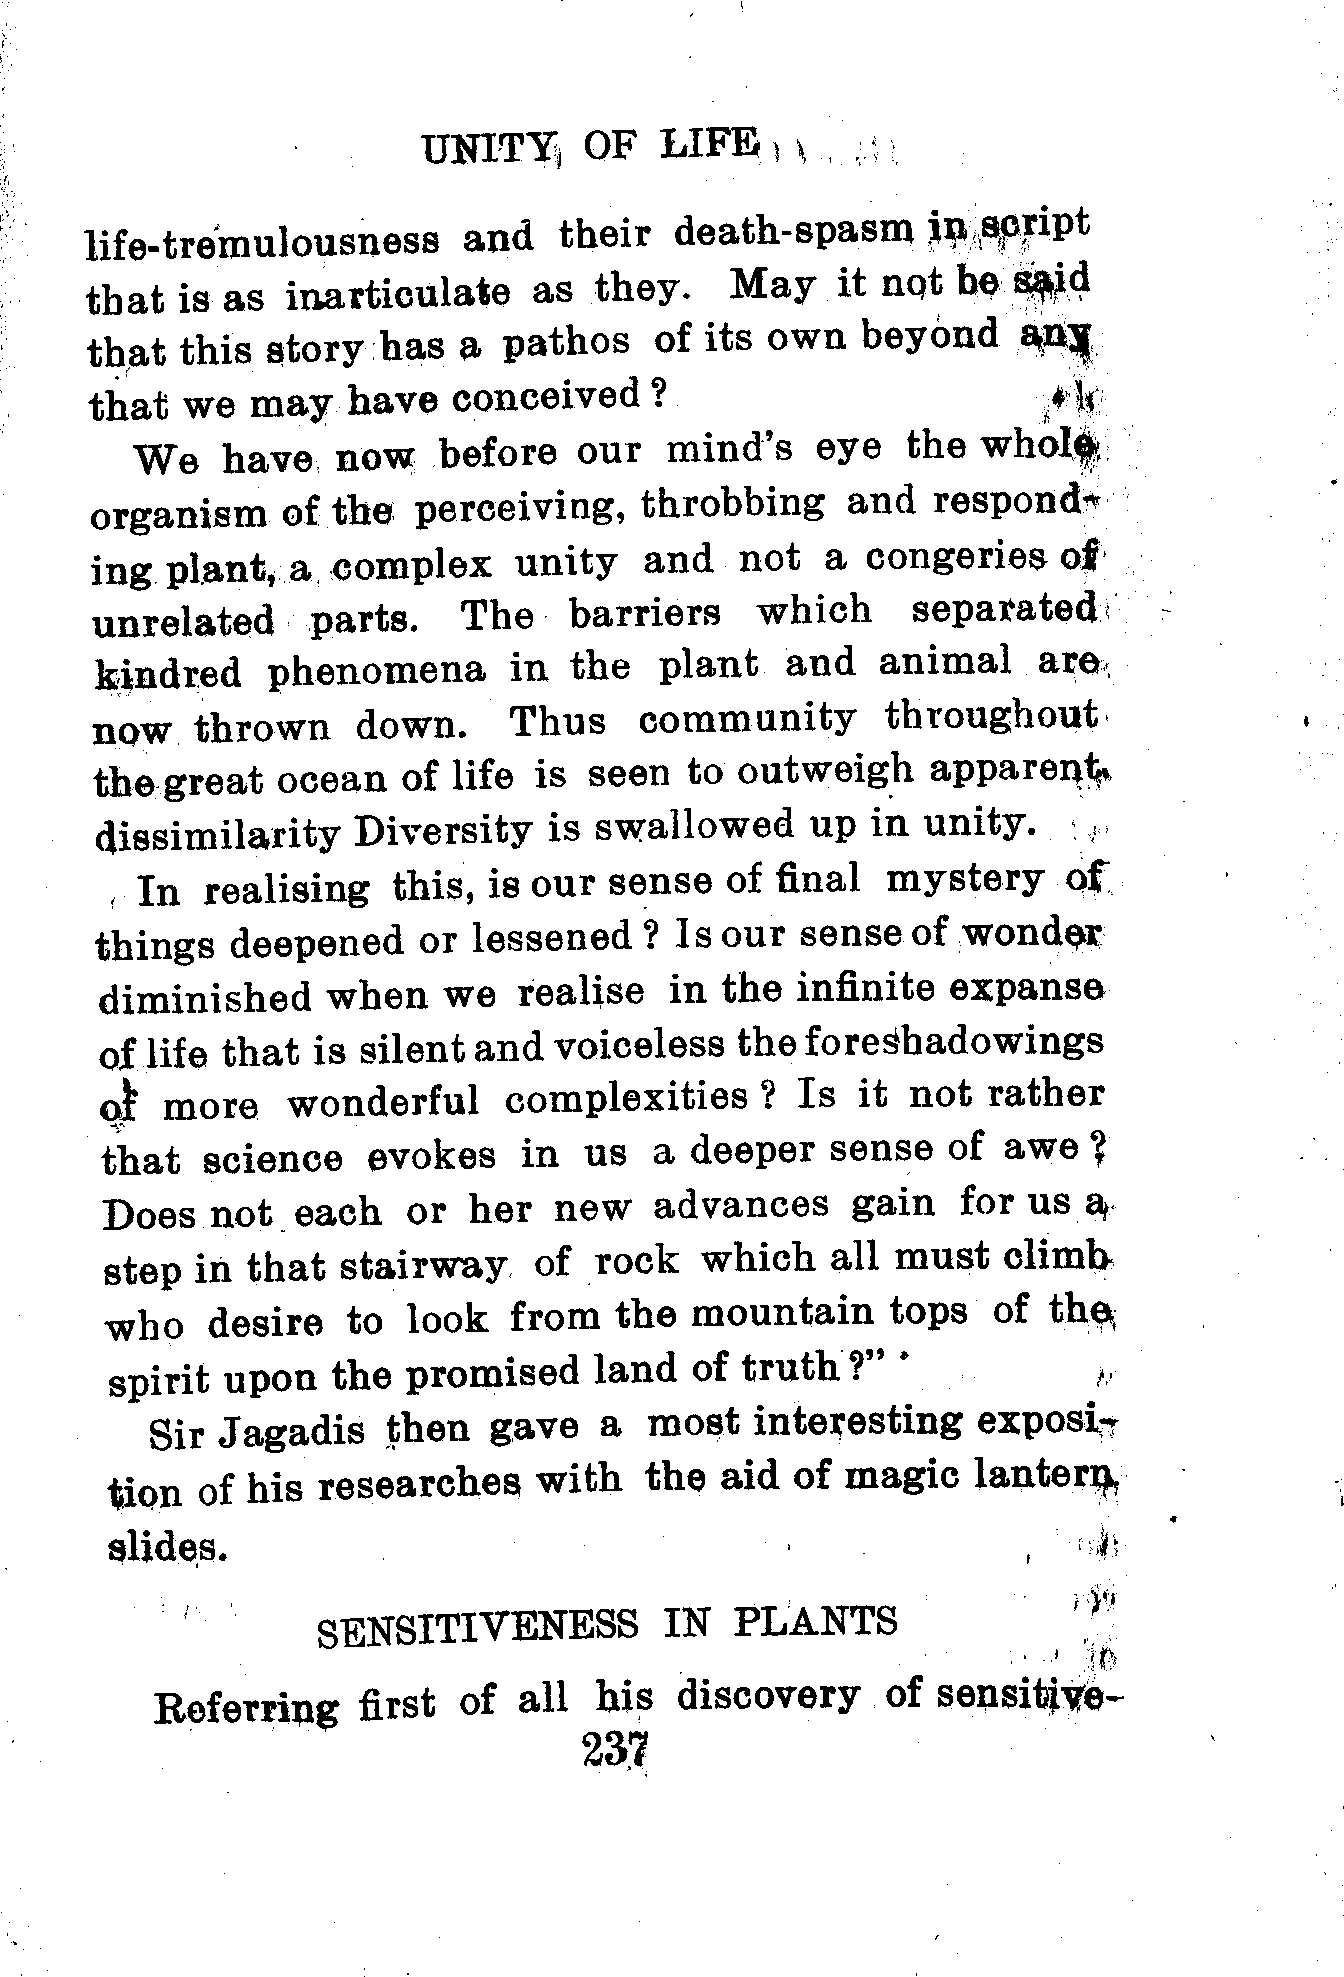 UNITY OF LIFE
life-tremulousness and their death-spasm in script
that is as inarticulate as they. May it not be said
that this story has a pathos of its own beyond any
that we may have conceived ?
We have now before our mind's eye the whole
organism of the perceiving, throbbing and respond-
ing plant, a complex unity and not a congeries of
unrelated parts. The barriers which separated
kindred phenomena in the plant and animal are
now thrown down. Thus community throughout
the great ocean of life is seen to outweigh apparent
dissimilarity Diversity is swallowed up in unity.
In realising this, is our sense of final mystery of
things deepened or lessened ? Is our sense of wonder
diminished when we realise in the infinite expanse
of life that is silent and voiceless the foreshadowings
of more wonderful complexities ? Is it not rather
that science evokes in us a deeper sense of awe ?
Does not each or her new advances gain for us a
step in that stairway of rock which all must climb
who desire to look from the mountain tops of the
spirit upon the promised land of truth ?"
Sir Jagadis then gave a most interesting exposi-
tion of his researches with the aid of magic lantern
slides.
SENSITIVENESS IN PLANTS
Referring first of all his discovery of sensitive-
237